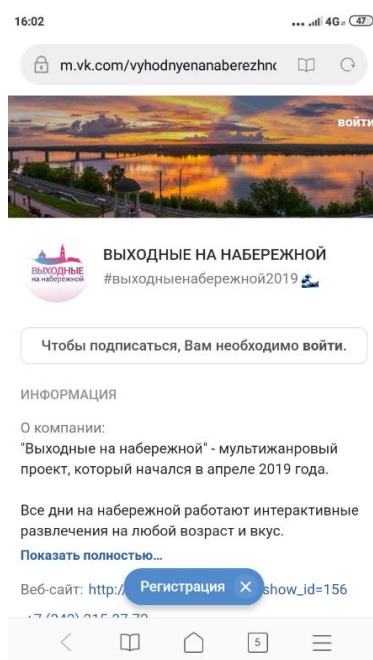 16:02
4G 47
m.vk.com/vyhodnyenanaberezhno
войти
ВЫХОДНЫЕ
на набережной
ВЫХОДНЫЕ НА НАБЕРЕЖНОЙ
#выходныенабережной2019
Чтобы подписаться, Вам необходимо войти.
ИНФОРМАЦИЯ
О компании:
"Выходные на набережной" - мультижанровый
проект, который начался в апреле 2019 года.
Все дни на набережной работают интерактивные
развлечения на любой возраст и вкус.
Показать полностью...
Веб-сайт: http:/
show_id=156
Регистрация
5